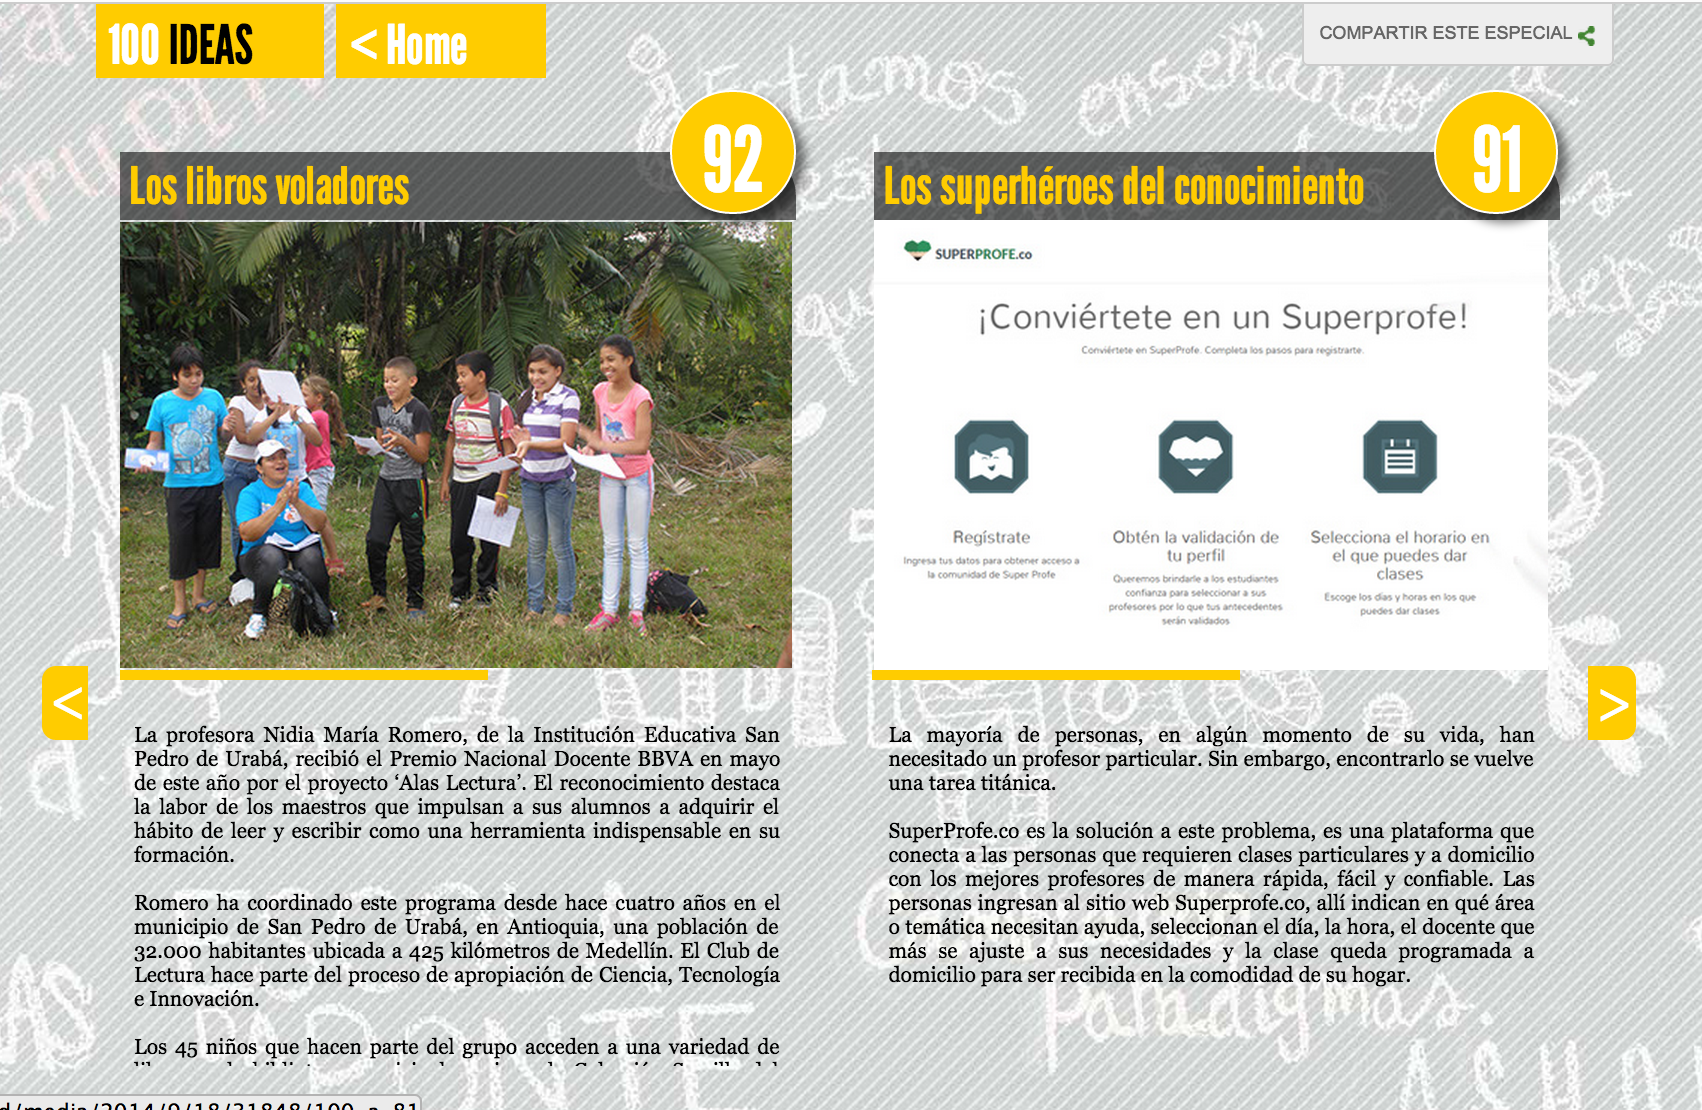 100 IDEAS
< Home
COMPARTIR ESTE ESPECIAL
92
Los libros voladores
La profesora Nidia María Romero, de la Institución Educativa San
Pedro de Urabá, recibió el Premio Nacional Docente BBVA en mayo
de este año por el proyecto ‘Alas Lectura’. El reconocimiento destaca
la labor de los maestros que impulsan a sus alumnos a adquirir el
hábito de leer y escribir como una herramienta indispensable en su
formación.
Romero ha coordinado este programa desde hace cuatro años en el
municipio de San Pedro de Urabá, en Antioquia, una población de
32.000 habitantes ubicada a 425 kilómetros de Medellín. El Club de
Lectura hace parte del proceso de apropiación de Ciencia, Tecnología
e Innovación.
Los 45 niños que hacen parte del grupo acceden a una variedad de
91
Los superhéroes del conocimiento
SUPERPROFE.co
¡Conviértete en un Superprofe!
Conviértete en SuperProfe. Completa los pasos para registrarte.
Regístrate
Ingresa tus datos para obtener acceso a
la comunidad de Super Profe
Obtén la validación de
tu perfil
Queremos brindarle a los estudiantes
confianza para seleccionar a sus
profesores por lo que tus antecedentes
serán validados
Selecciona el horario en
el que puedes dar
clases
Escoge los días y horas en los que
puedes dar clases
La mayoría de personas, en algún momento de su vida, han
necesitado un profesor particular. Sin embargo, encontrarlo se vuelve
una tarea titánica.
SuperProfe.co es la solución a este problema, es una plataforma que
conecta a las personas que requieren clases particulares y a domicilio
con los mejores profesores de manera rápida, fácil y confiable. Las
personas ingresan al sitio web Superprofe.co, allí indican en qué área
o temática necesitan ayuda, seleccionan el día, la hora, el docente que
más se ajuste a sus necesidades y la clase queda programada a
domicilio para ser recibida en la comodidad de su hogar.
<
>
Estamos enseñando
paradigmas.
d/media/2014/9/18/31848/100_a_81